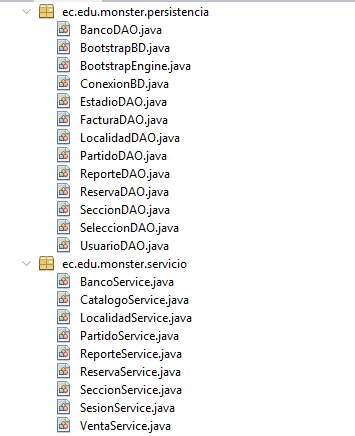 ec.edu.monster.persistencia
BancoDAO.java
BootstrapBD.java
BootstrapEngine.java
ConexionBD.java
EstadioDAO.java
FacturaDAO.java
LocalidadDAO.java
PartidoDAO.java
ReporteDAO.java
ReservaDAO.java
SeccionDAO.java
SeleccionDAO.java
UsuarioDAO.java
ec.edu.monster.servicio
BancoService.java
CatalogoService.java
LocalidadService.java
PartidoService.java
ReporteService.java
ReservaService.java
SeccionService.java
SesionService.java
VentaService.java